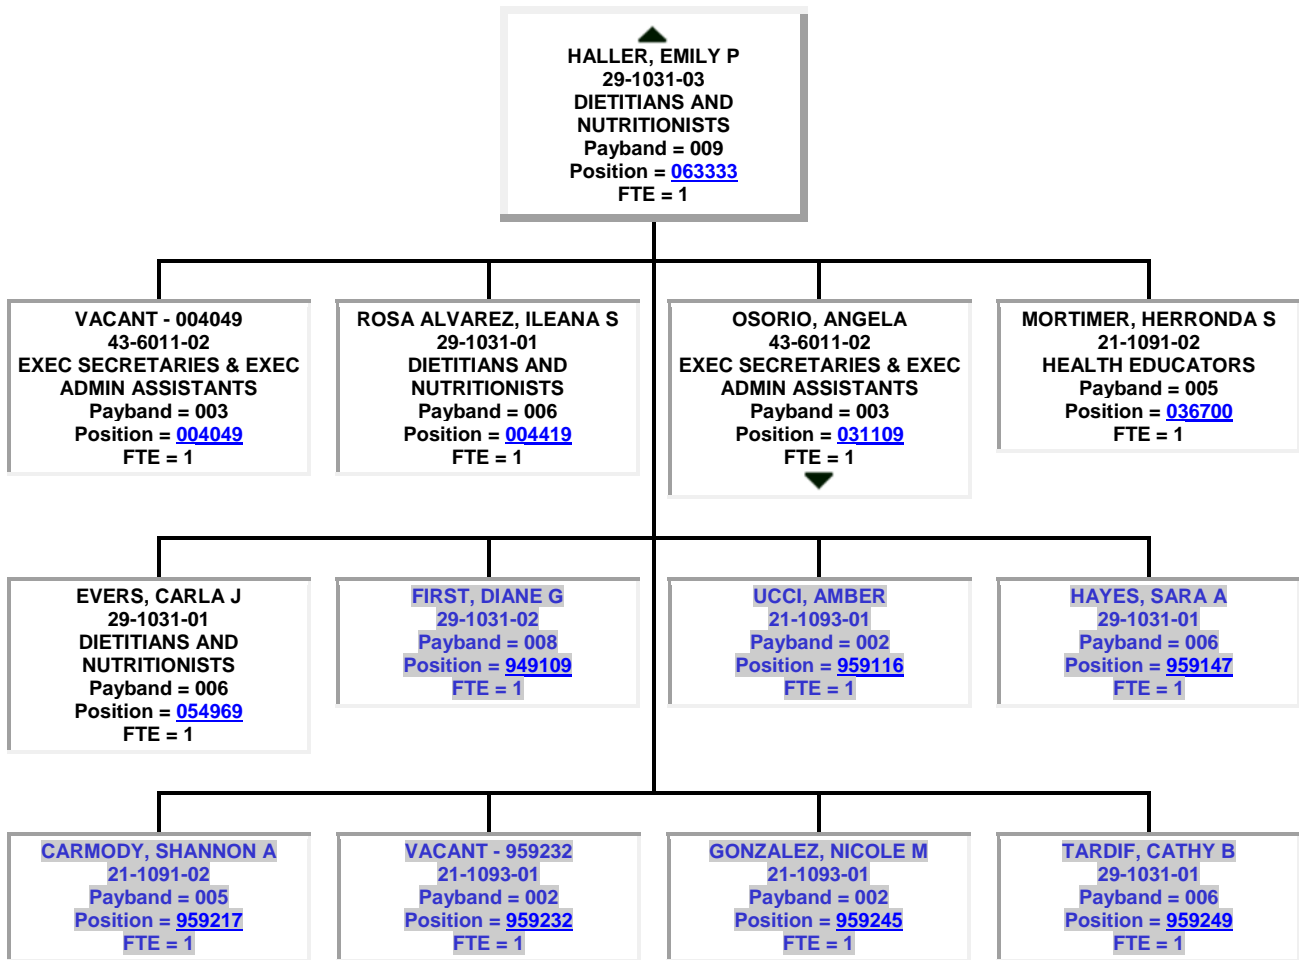 HALLER, EMILY P
29-1031-03
DIETITIANS AND
NUTRITIONISTS
Payband = 009
Position = 063333
FTE = 1
VACANT - 004049
43-6011-02
EXEC SECRETARIES & EXEC
ADMIN ASSISTANTS
Payband = 003
Position = 004049
FTE = 1
ROSA ALVAREZ, ILEANA S
29-1031-01
DIETITIANS AND
NUTRITIONISTS
Payband = 006
Position = 004419
FTE = 1
OSORIO, ANGELA
43-6011-02
EXEC SECRETARIES & EXEC
ADMIN ASSISTANTS
Payband = 003
Position = 031109
FTE = 1
MORTIMER, HERRONDA S
21-1091-02
HEALTH EDUCATORS
Payband = 005
Position = 036700
FTE = 1
EVERS, CARLA J
29-1031-01
DIETITIANS AND
NUTRITIONISTS
Payband = 006
Position = 054969
FTE = 1
FIRST, DIANE G
29-1031-02
Payband = 008
Position = 949109
FTE = 1
UCCI, AMBER
21-1093-01
Payband = 002
Position = 959116
FTE = 1
HAYES, SARA A
29-1031-01
Payband = 006
Position = 959147
FTE = 1
CARMODY, SHANNON A
21-1091-02
Payband = 005
Position = 959217
FTE = 1
VACANT - 959232
21-1093-01
Payband = 002
Position = 959232
FTE = 1
GONZALEZ, NICOLE M
21-1093-01
Payband = 002
Position = 959245
FTE = 1
TARDIF, CATHY B
29-1031-01
Payband = 006
Position = 959249
FTE = 1